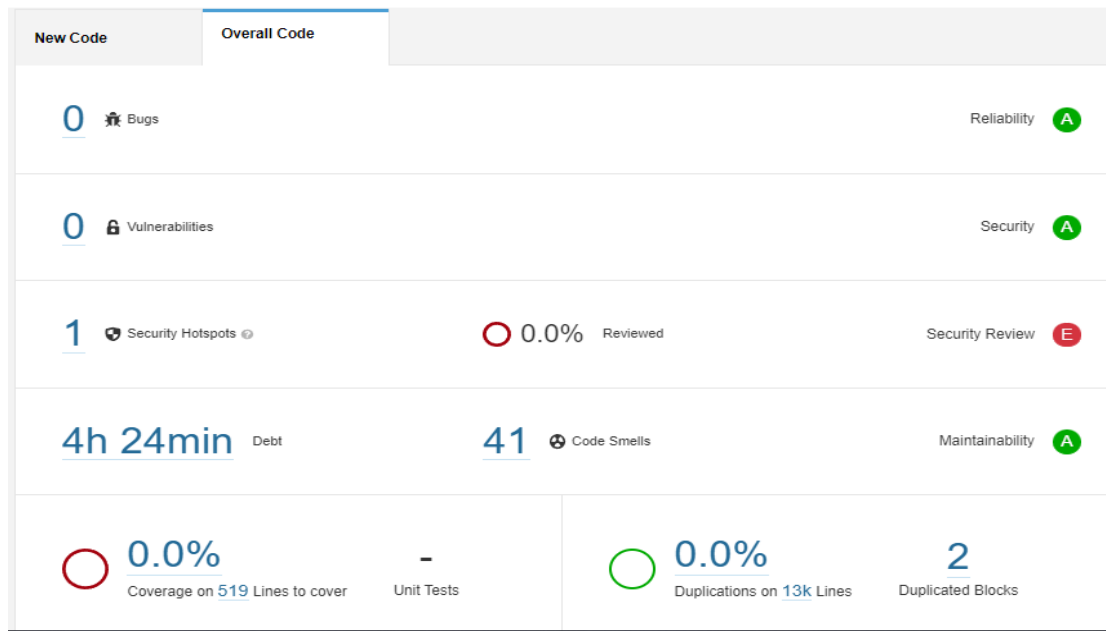 New Code Overall Code
0 Bugs Reliability A
0 Vulnerabilities Security A
1 Security Hotspots ? 0.0% Reviewed Security Review E
4h 24min Debt 41 Code Smells Maintainability A
0.0% - 0.0% 2
Coverage on 519 Lines to cover Unit Tests Duplications on 13k Lines Duplicated Blocks